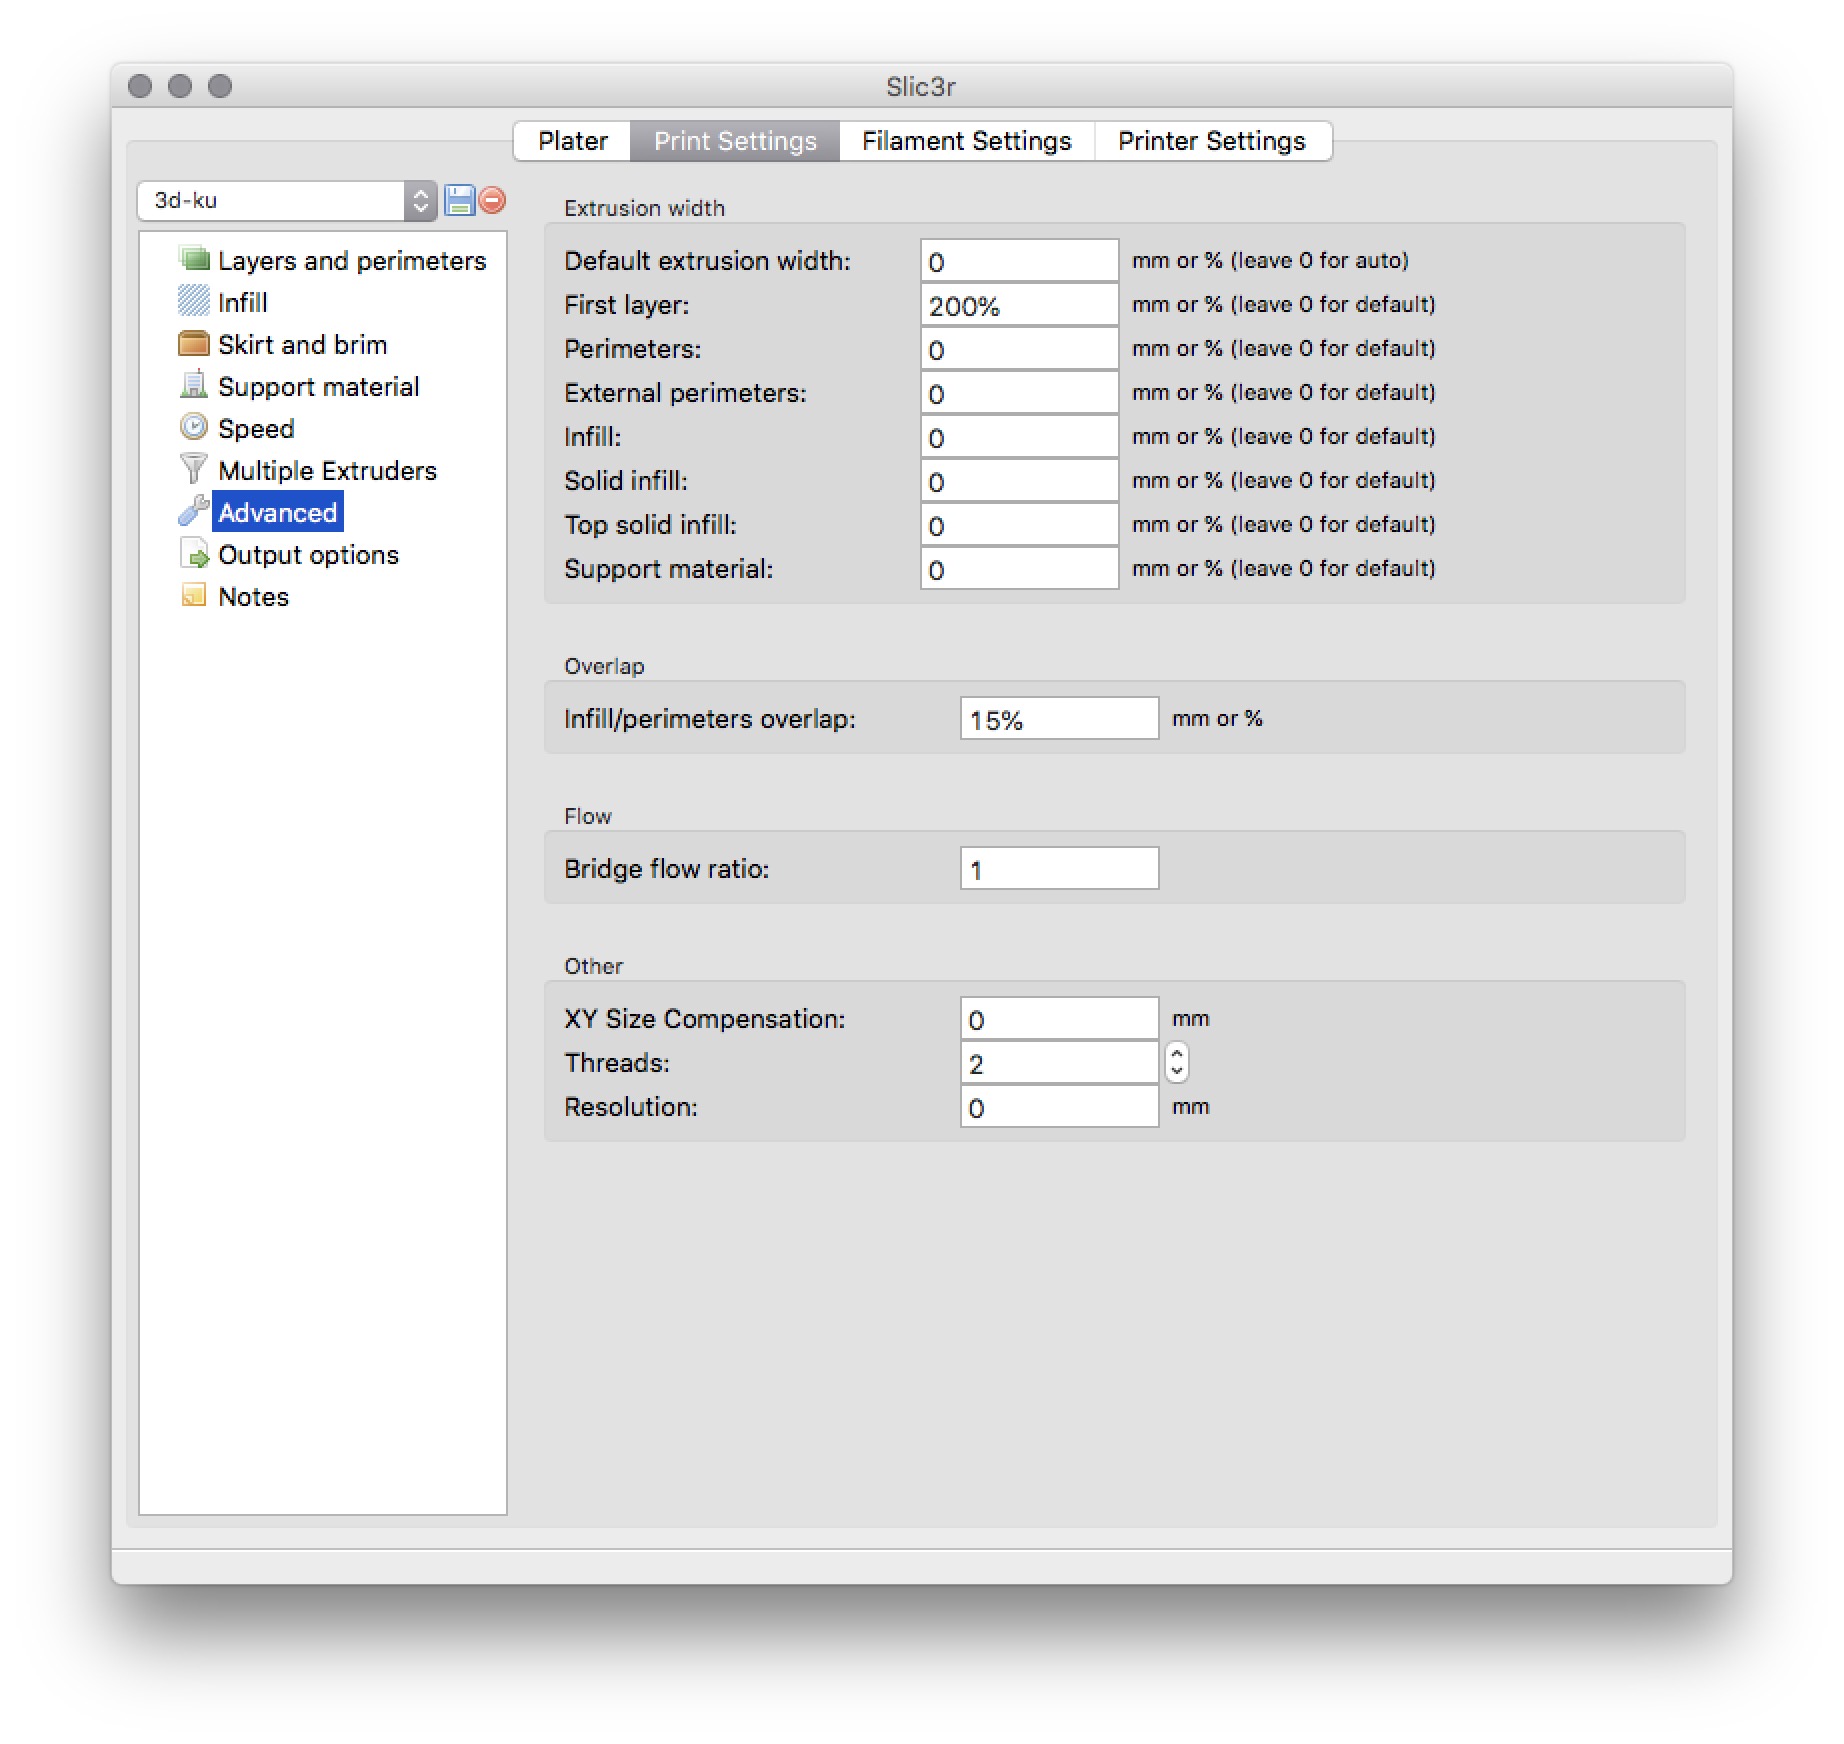 Slic3r
Plater Print Settings Filament Settings Printer Settings
3d-ku
Layers and perimeters
Infill
Skirt and brim
Support material
Speed
Multiple Extruders
Advanced
Output options
Notes
Extrusion width
Default extrusion width: 0 mm or % (leave 0 for auto)
First layer: 200% mm or % (leave 0 for default)
Perimeters: 0 mm or % (leave 0 for default)
External perimeters: 0 mm or % (leave 0 for default)
Infill: 0 mm or % (leave 0 for default)
Solid infill: 0 mm or % (leave 0 for default)
Top solid infill: 0 mm or % (leave 0 for default)
Support material: 0 mm or % (leave 0 for default)
Overlap
Infill/perimeters overlap: 15% mm or %
Flow
Bridge flow ratio: 1
Other
XY Size Compensation: 0 mm
Threads: 2
Resolution: 0 mm